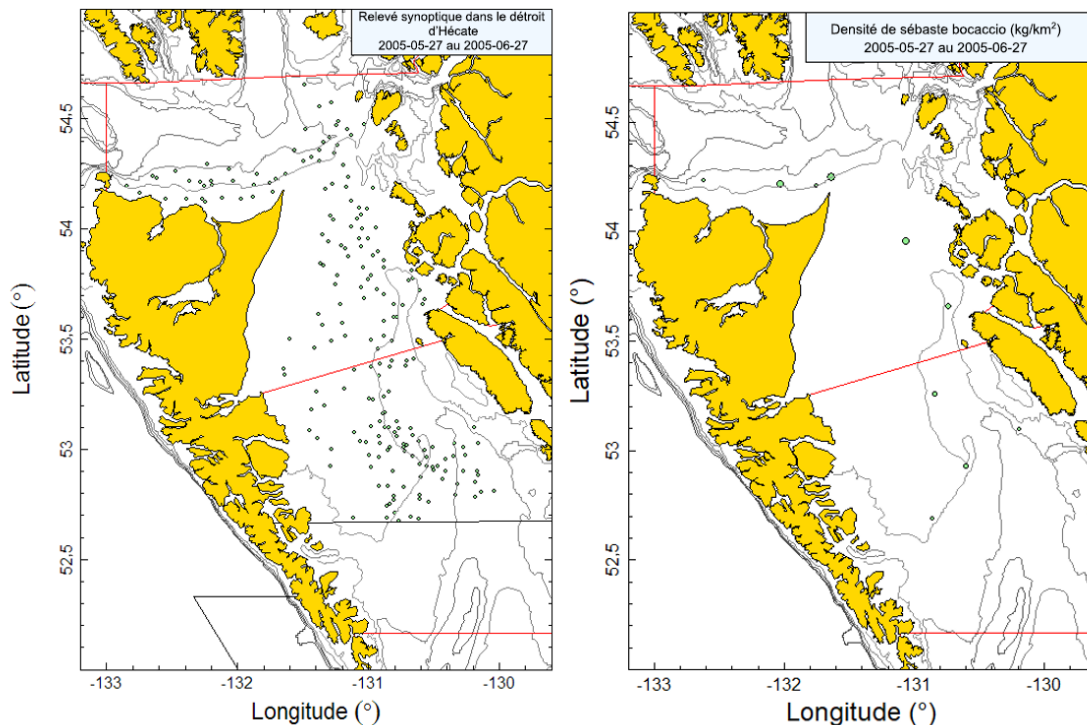 Relevé synoptique dans le détroit
d'Hécate
2005-05-27 au 2005-06-27
54.5
54
53.5
53
52.5
Latitude (°)
-133
-132
-131
-130
Longitude (°)
Densité de sébaste bocaccio (kg/km²)
2005-05-27 au 2005-06-27
54.5
54
53.5
53
52.5
Latitude (°)
-133
-132
-131
-130
Longitude (°)